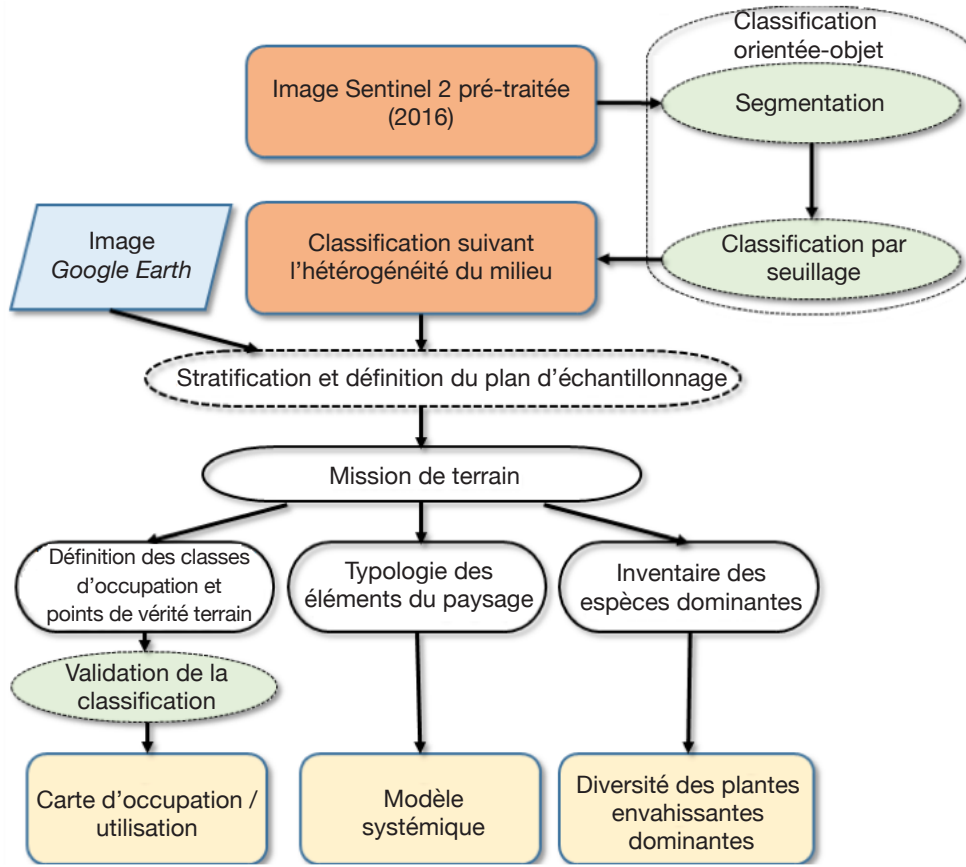 Classification
orientée-objet
Image Sentinel 2 pré-traitée
(2016)
Segmentation
Image
Google Earth
Classification suivant
l’hétérogénéité du milieu
Classification par
seuillage
Stratification et définition du plan d’échantillonnage
Mission de terrain
Définition des classes
d’occupation et
points de vérité terrain
Typologie des
éléments du paysage
Inventaire des
espèces dominantes
Validation de la
classification
Carte d’occupation /
utilisation
Modèle
systémique
Diversité des plantes
envahissantes
dominantes